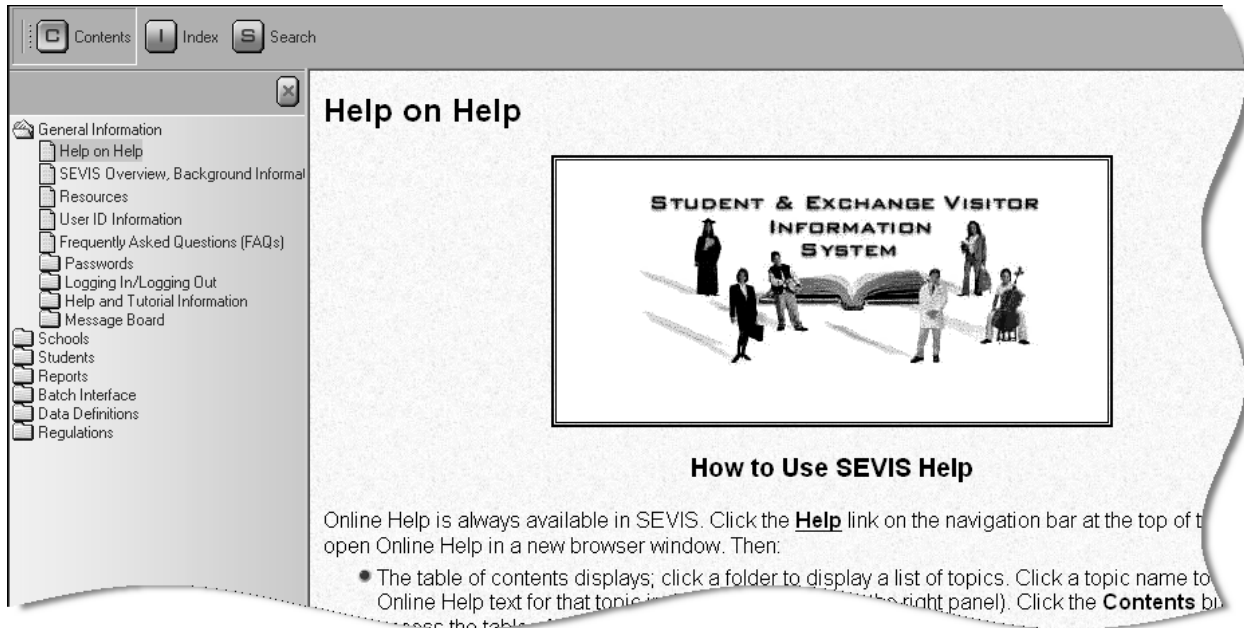 C Contents I Index S Search
General Information
Help on Help
SEVIS Overview, Background Informat
Resources
User ID Information
Frequently Asked Questions (FAQs)
Passwords
Logging In/Logging Out
Help and Tutorial Information
Message Board
Schools
Students
Reports
Batch Interface
Data Definitions
Regulations
Help on Help
STUDENT & EXCHANGE VISITOR
INFORMATION
SYSTEM
How to Use SEVIS Help
Online Help is always available in SEVIS. Click the Help link on the navigation bar at the top of t
open Online Help in a new browser window. Then:
The table of contents displays; click a folder to display a list of topics. Click a topic name to
Online Help text for that topic right panel). Click the Contents bu
the table